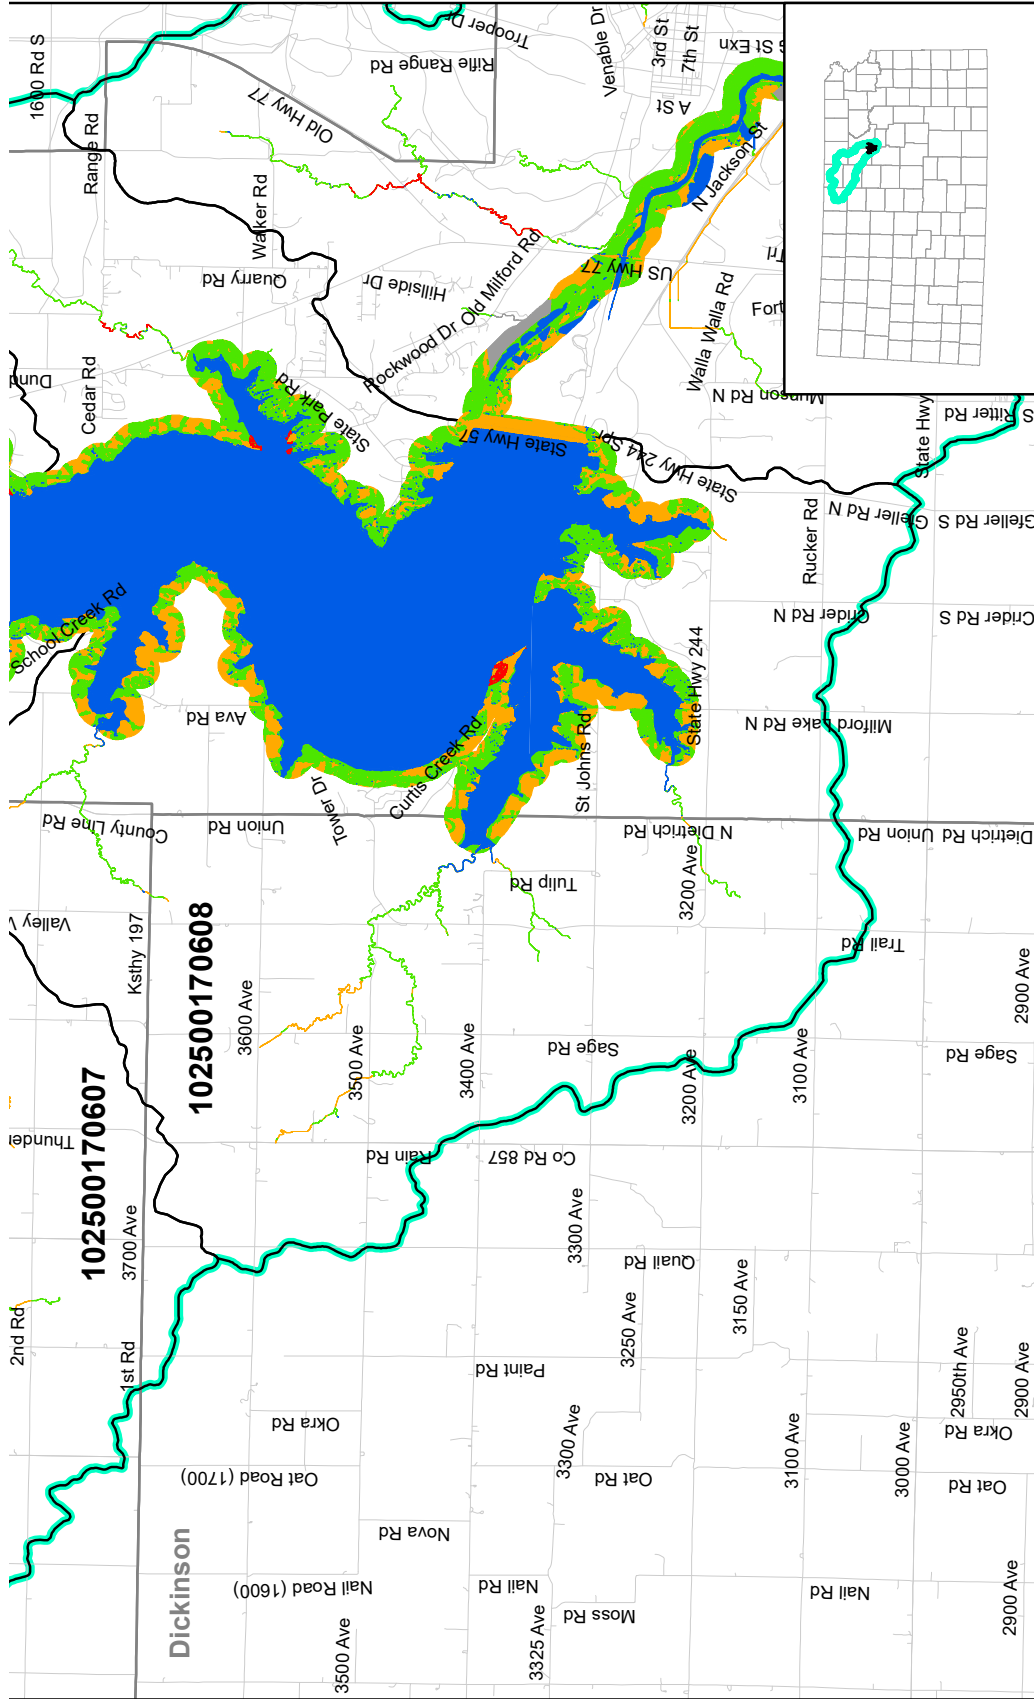 1600 Rd S
Range Rd
Old Hwy 77
Rifle Range Rd
Trooper Dr
Venable Dr
3rd St
7th St
St Exn
A St
N Jackson St
Walker Rd
Quarry Rd
Hillside Dr
Old Milford Rd
Rockwood Dr
US Hwy 77
Walla Walla Rd
Fort
Trl
Munson Rd N
Dund
Cedar Rd
State Park Rd
State Hwy 57
State Hwy 244 Spr
State Hwy
S Ritter Rd
Gfeller Rd N
Gfeller Rd S
Rucker Rd
Crider Rd N
Crider Rd S
School Creek Rd
Ava Rd
State Hwy 244
Milford Lake Rd N
Curtis Creek Rd
St Johns Rd
Tower Dr
County Line Rd
Union Rd
N Dietrich Rd
Union Rd
Dietrich Rd
Tulip Rd
3200 Ave
Valley
Ksthy 197
102500170608
Trail Rd
3600 Ave
3500 Ave
3400 Ave
Sage Rd
3200 Ave
3100 Ave
Sage Rd
2900 Ave
102500170607
Thunder
Rain Rd
Co Rd 857
3700 Ave
3300 Ave
Quail Rd
2nd Rd
1st Rd
3250 Ave
3150 Ave
Paint Rd
2950th Ave
2900 Ave
Okra Rd
Okra Rd
3300 Ave
3100 Ave
3000 Ave
Oat Road (1700)
Oat Rd
Oat Rd
Nova Rd
Dickinson
Nail Road (1600)
Nail Rd
Nail Rd
Moss Rd
2900 Ave
3500 Ave
3325 Ave